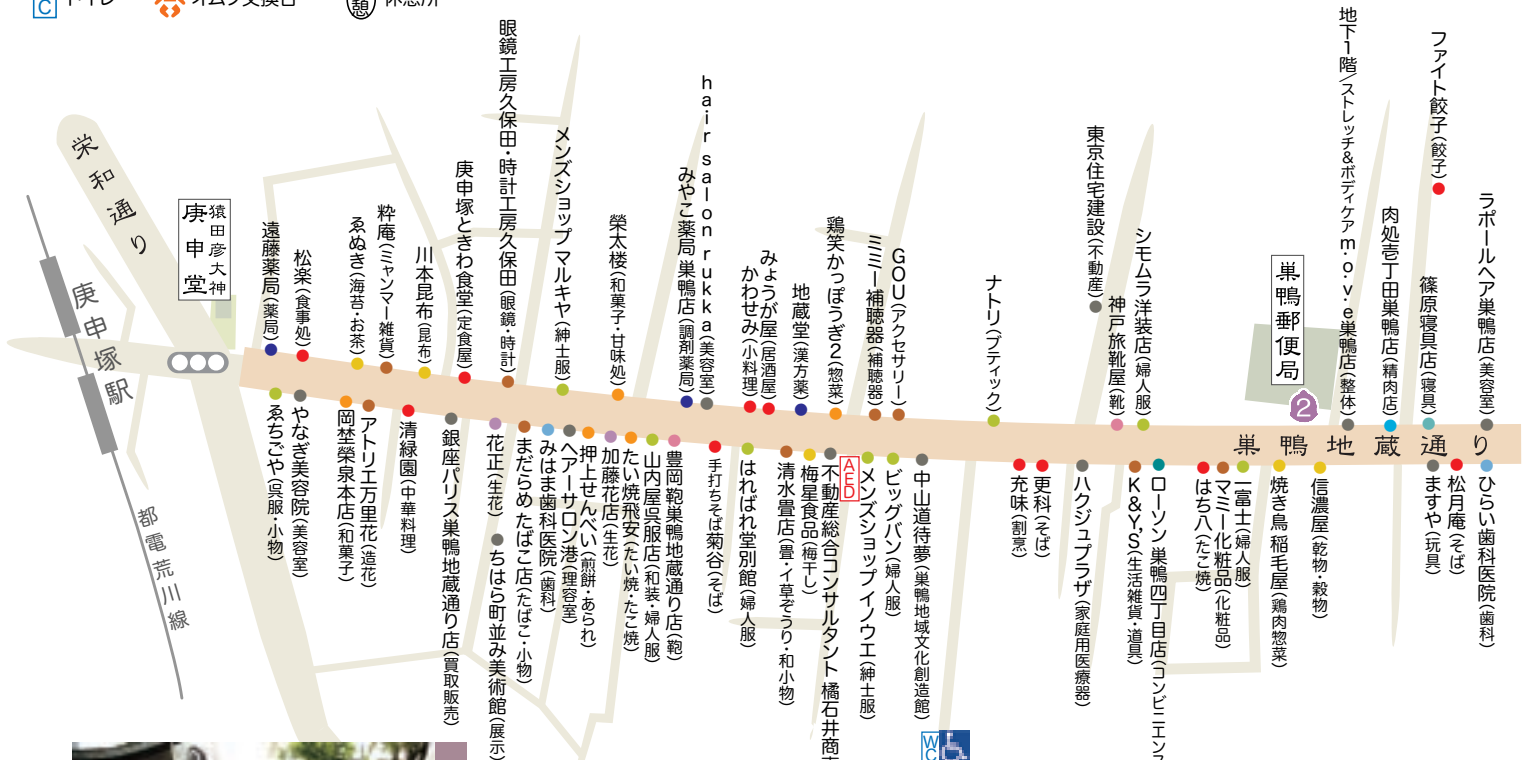 トイレ
オムツ交換台
憩 休憩所
栄和通り
庚申塚駅
都電荒川線
猿田彦大神
庚申堂
遠藤薬局(薬局)
松楽(食事処)
ゑぬき(海苔・お茶)
粋庵(ミャンマー雑貨)
川本昆布(昆布)
庚申塚ときわ食堂(定食屋)
眼鏡工房久保田・時計工房久保田(眼鏡・時計)
メンズショップ マルキヤ(紳士服)
榮太楼(和菓子・甘味処)
みやこ薬局 巣鴨店(調剤薬局)
hair salon rukka(美容室)
かわせみ(小料理)
みょうが屋(居酒屋)
地蔵堂(漢方薬)
鶏笑かっぽうぎ2(惣菜)
ミミー補聴器(補聴器)
GOU(アクセサリー)
ナトリ(ブティック)
東京住宅建設(不動産)
神戸旅靴屋(靴)
シモムラ洋装店(婦人服)
巣鴨郵便局
2
地下1階/ストレッチ&ボディケア m・o・v・e巣鴨店(整体)
肉処壱丁田巣鴨店(精肉店)
ファイト餃子(餃子)
篠原寝具店(寝具)
ラポールヘア巣鴨店(美容室)
巣鴨地蔵通り
ゑちごや(呉服・小物)
やなぎ美容院(美容室)
岡埜榮泉本店(和菓子)
アトリエ万里花(造花)
清緑園(中華料理)
銀座パリス巣鴨地蔵通り店(買取販売)
花正(生花)
ちはら町並み美術館(展示)
まだらめ たばこ店(たばこ・小物)
みはま歯科医院(歯科)
ヘアーサロン港(理容室)
押上せんべい(煎餅・あられ)
加藤花店(生花)
たい焼飛安(たい焼・たこ焼)
山内屋呉服店(和装・婦人服)
豊岡鞄巣鴨地蔵通り店(鞄)
手打ちそば菊谷(そば)
はればれ堂別館(婦人服)
清水畳店(畳・イ草ぞうり・和小物)
梅星食品(梅干し)
不動産総合コンサルタント 橘石井商
AED
メンズショップイノウエ(紳士服)
ビッグバン(婦人服)
中山道待夢(巣鴨地域文化創造館)
WC
充味(割烹)
更科(そば)
ハクジュプラザ(家庭用医療器)
K&Y,S(生活雑貨・道具)
ローソン 巣鴨四丁目店(コンビニエンス
はち八(たこ焼)
マミー化粧品(化粧品)
一富士(婦人服)
焼き鳥 稲毛屋(鶏肉惣菜)
信濃屋(乾物・穀物)
ますや(玩具)
松月庵(そば)
ひらい歯科医院(歯科)